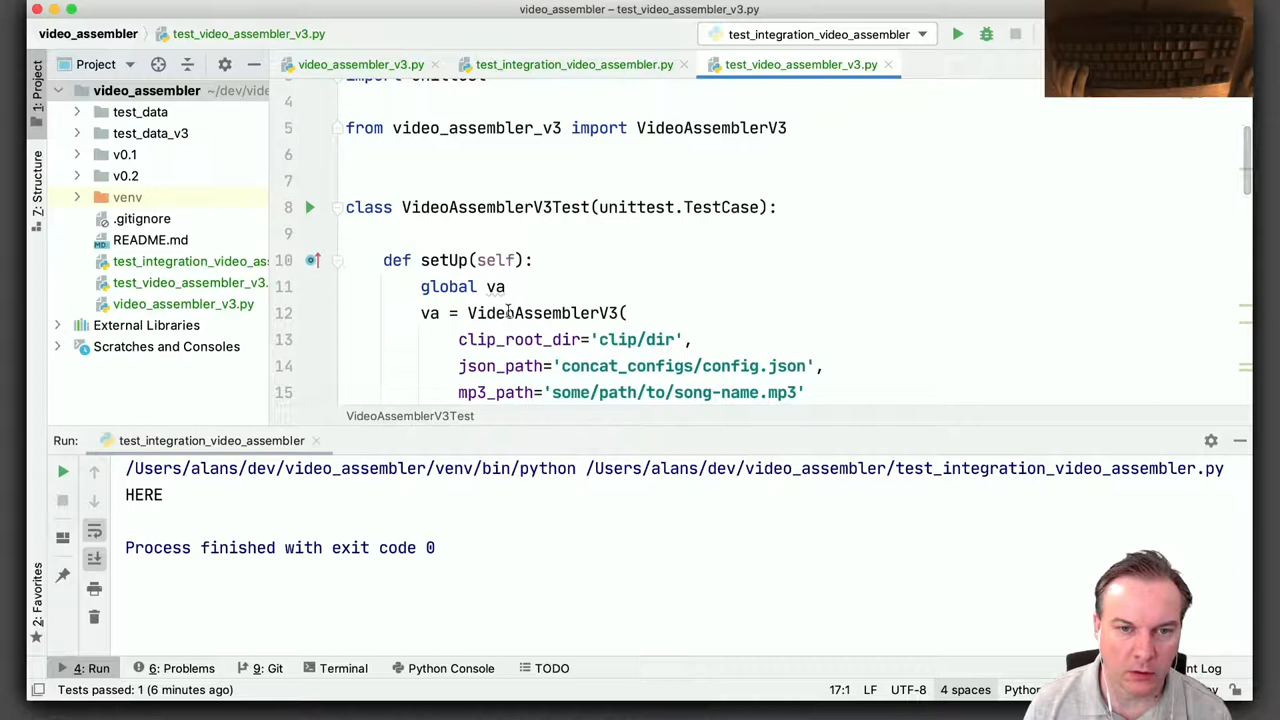 video_assembler – test_video_assembler_v3.py
video_assembler
test_video_assembler_v3.py
test_integration_video_assembler
1: Project
Z: Structure
2: Favorites
Project
video_assembler_v3.py
test_integration_video_assembler.py
test_video_assembler_v3.py
video_assembler ~/dev/vide
test_data
test_data_v3
v0.1
v0.2
venv
.gitignore
README.md
test_integration_video_as
test_video_assembler_v3.
video_assembler_v3.py
External Libraries
Scratches and Consoles
import unittest
4
5 from video_assembler_v3 import VideoAssemblerV3
6
7
8 class VideoAssemblerV3Test(unittest.TestCase):
9
10 def setUp(self):
11 global va
12 va = VideoAssemblerV3(
13 clip_root_dir='clip/dir',
14 json_path='concat_configs/config.json',
15 mp3_path='some/path/to/song-name.mp3'
VideoAssemblerV3Test
Run: test_integration_video_assembler
/Users/alans/dev/video_assembler/venv/bin/python /Users/alans/dev/video_assembler/test_integration_video_assembler.py
HERE
Process finished with exit code 0
4: Run
6: Problems
9: Git
Terminal
Python Console
TODO
nt Log
Tests passed: 1 (6 minutes ago)
17:1
LF
UTF-8
4 spaces
Pytho